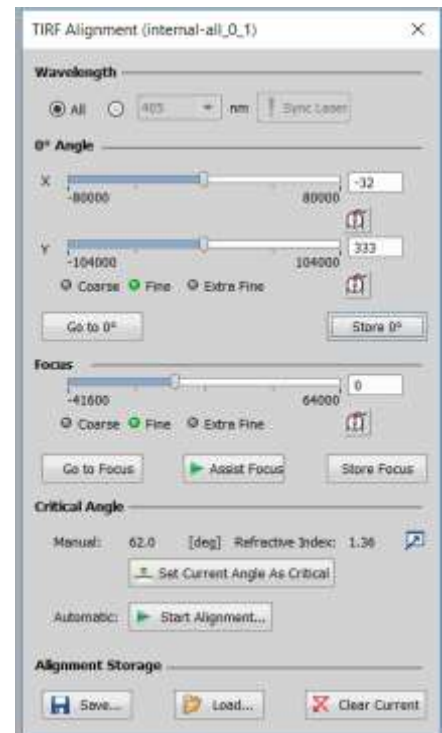 TIRF Alignment (internal-all_0_1)
Wavelength
All 405 nm Sync Laser
0° Angle
X -32
-80000 80000
Y 333
-104000 104000
Coarse Fine Extra Fine
Go to 0° Store 0°
Focus
0
-41600 64000
Coarse Fine Extra Fine
Go to Focus Assist Focus Store Focus
Critical Angle
Manual: 62.0 [deg] Refractive Index: 1.36
Set Current Angle As Critical
Automatic: Start Alignment...
Alignment Storage
Save... Load... Clear Current